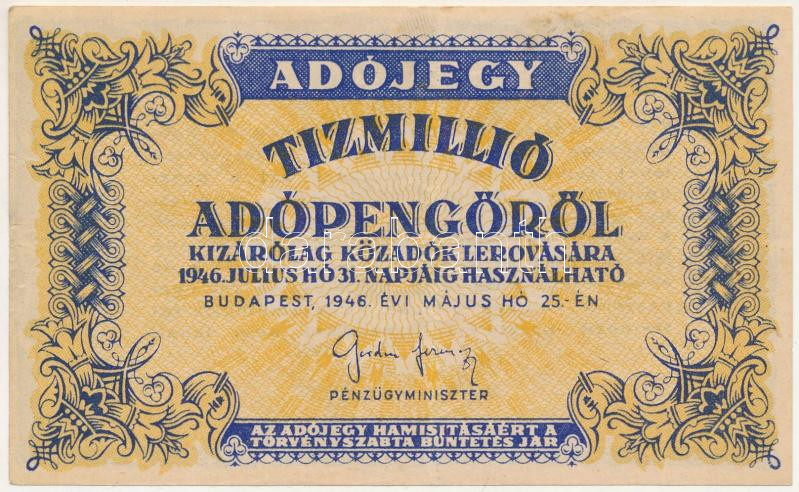 ADÓJEGY
TIZMILLIÓ
ADÓPENGŐRŐL
KIZÁRÓLAG KÖZADÓK LEROVÁSÁRA
1946. JULIUS HÓ 31. NAPJÁIG HASZNÁLHATÓ
BUDAPEST, 1946. ÉVI MÁJUS HÓ 25.-ÉN
Gordon Ferenc
PÉNZÜGYMINISZTER
AZ ADÓJEGY HAMISITÁSÁÉRT A
TÖRVÉNYSZABTA BÜNTETÉS JÁR
darabanth